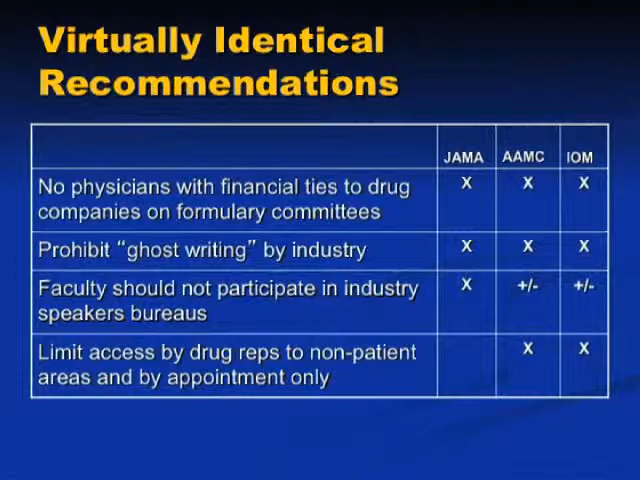 Virtually Identical
Recommendations
JAMA AAMC IOM
No physicians with financial ties to drug X X X
companies on formulary committees
Prohibit “ghost writing” by industry X X X
Faculty should not participate in industry X +/- +/-
speakers bureaus
Limit access by drug reps to non-patient X X
areas and by appointment only